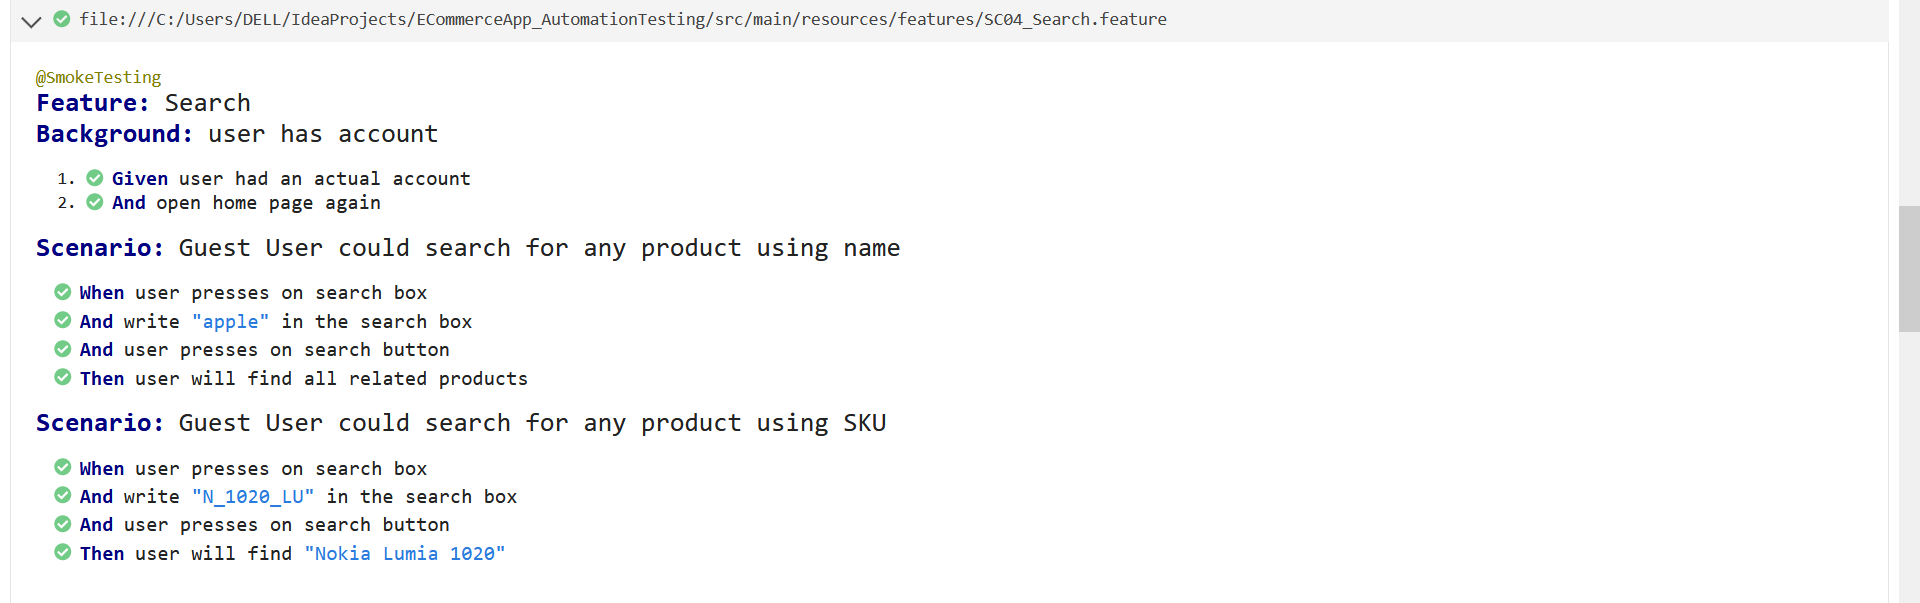 file:///C:/Users/DELL/IdeaProjects/ECommerceApp_AutomationTesting/src/main/resources/features/SC04_Search.feature
@SmokeTesting
Feature: Search
Background: user has account
1. Given user had an actual account
2. And open home page again
Scenario: Guest User could search for any product using name
When user presses on search box
And write "apple" in the search box
And user presses on search button
Then user will find all related products
Scenario: Guest User could search for any product using SKU
When user presses on search box
And write "N_1020_LU" in the search box
And user presses on search button
Then user will find "Nokia Lumia 1020"